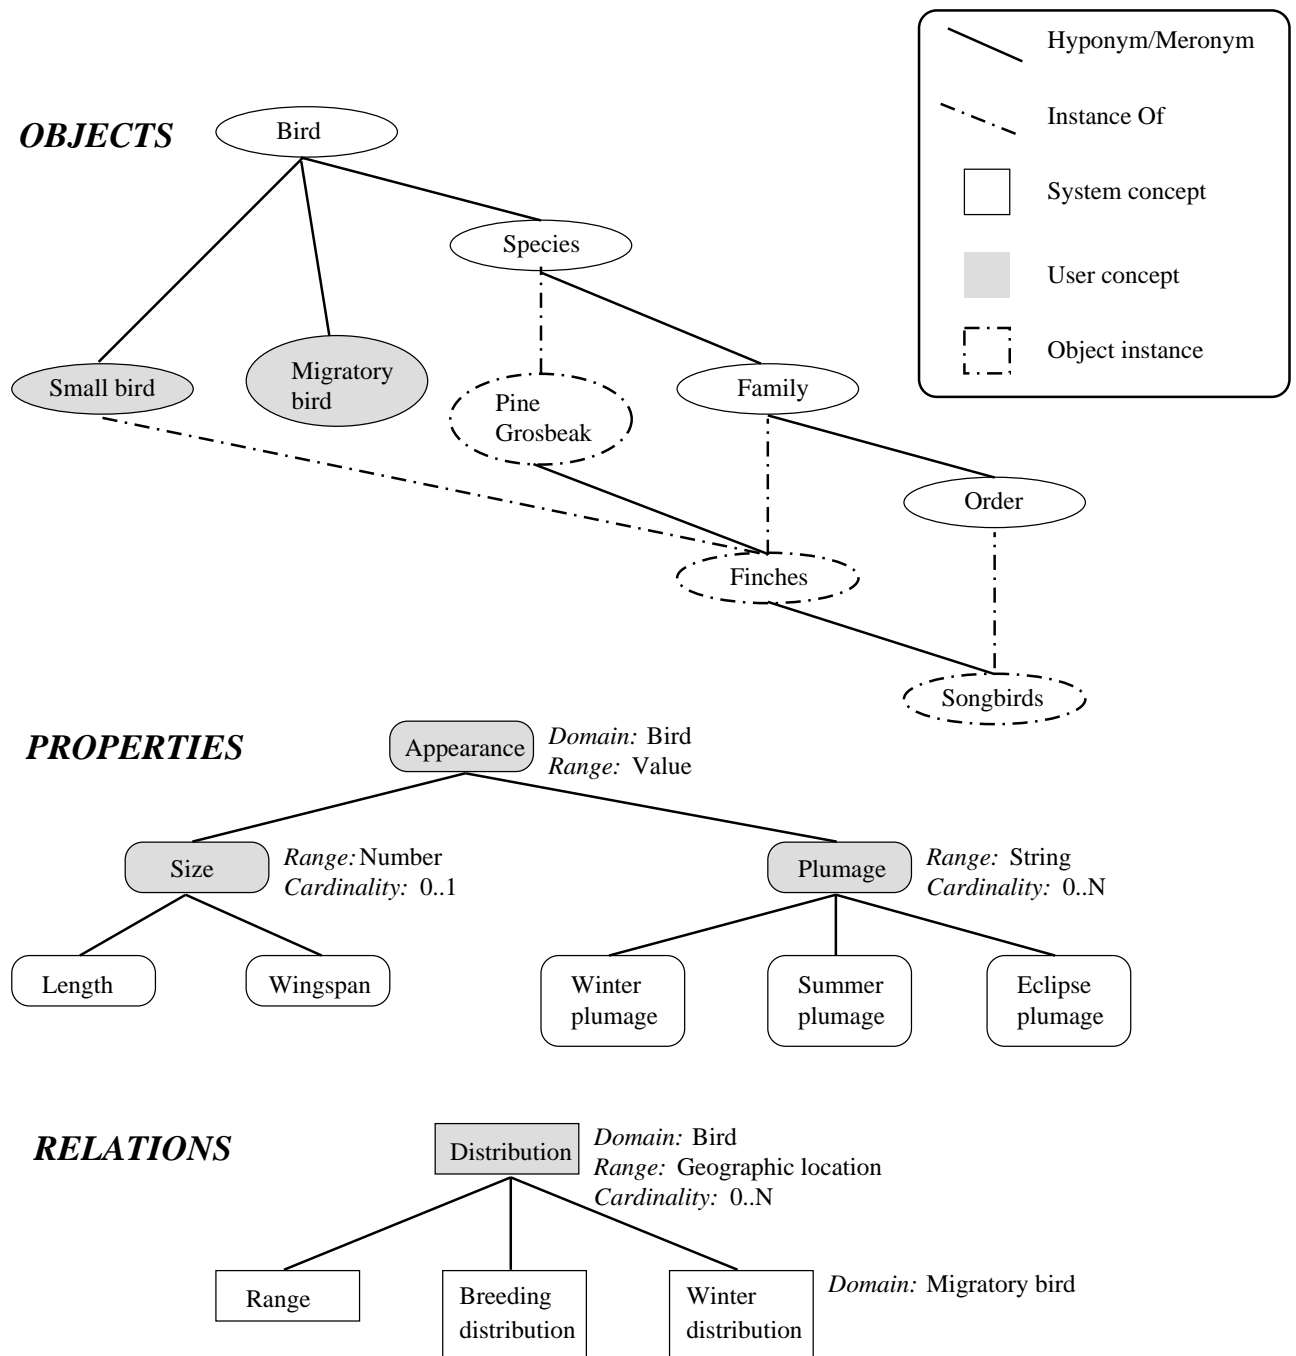 Hyponym/Meronym
Instance Of
System concept
User concept
Object instance
OBJECTS
Bird
Species
Small bird
Migratory
bird
Pine
Grosbeak
Family
Order
Finches
Songbirds
PROPERTIES
Appearance
Domain: Bird
Range: Value
Size
Range: Number
Cardinality: 0..1
Plumage
Range: String
Cardinality: 0..N
Length
Wingspan
Winter
plumage
Summer
plumage
Eclipse
plumage
RELATIONS
Distribution
Domain: Bird
Range: Geographic location
Cardinality: 0..N
Range
Breeding
distribution
Winter
distribution
Domain: Migratory bird